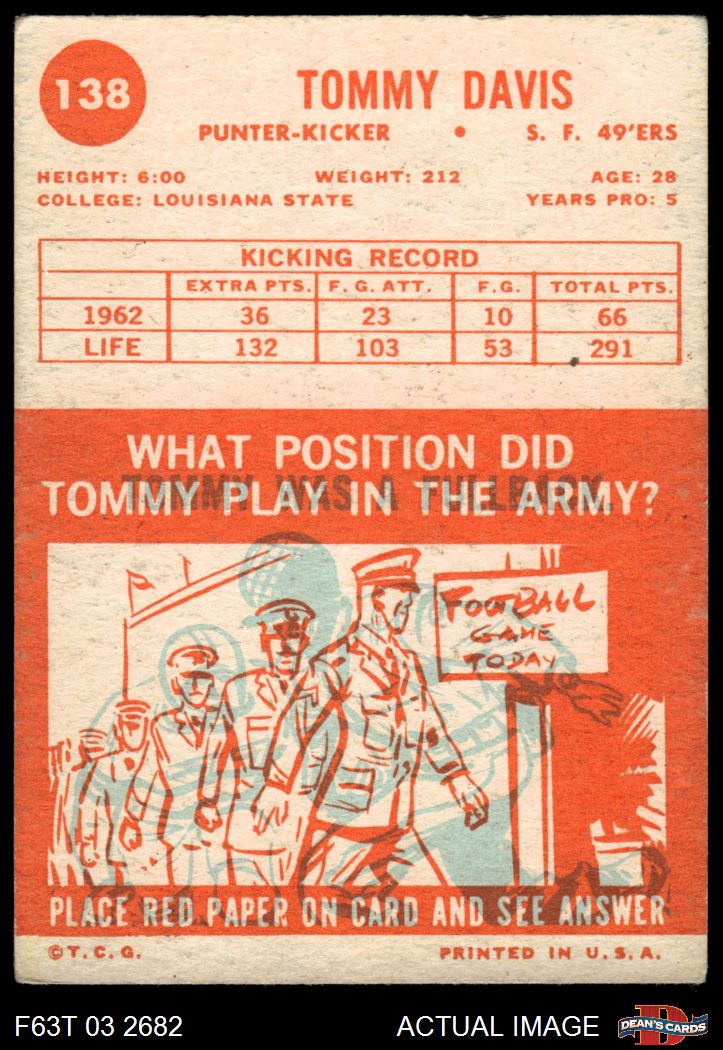 138
TOMMY DAVIS
PUNTER-KICKER • S. F. 49'ERS
HEIGHT: 6:00 WEIGHT: 212 AGE: 28
COLLEGE: LOUISIANA STATE YEARS PRO: 5
KICKING RECORD
EXTRA PTS. F. G. ATT. F. G. TOTAL PTS.
1962 36 23 10 66
LIFE 132 103 53 291
WHAT POSITION DID
TOMMY PLAY IN THE ARMY?
TOMMY WAS A FULLBACK.
FOOTBALL
GAME
TODAY
PLACE RED PAPER ON CARD AND SEE ANSWER
©T.C.G. PRINTED IN U.S.A.
F63T 03 2682 ACTUAL IMAGE D DEAN'S CARDS